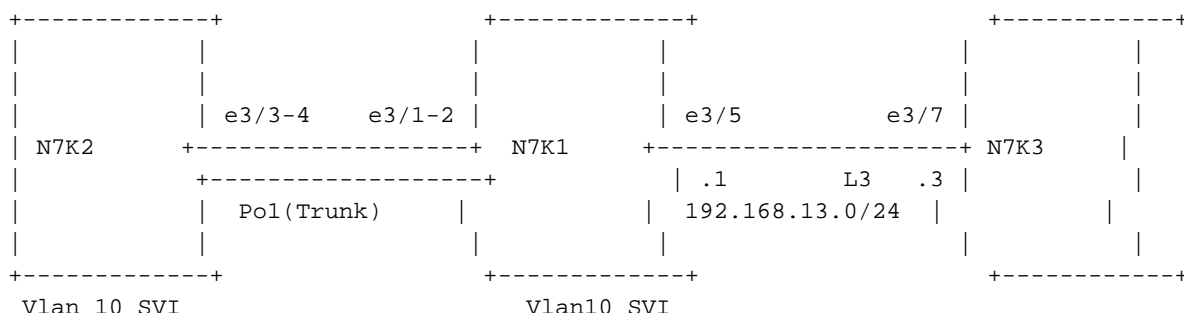 e3/3-4 e3/1-2 e3/5 e3/7
N7K2 N7K1 N7K3
.1 L3 .3
Po1(Trunk) 192.168.13.0/24
Vlan 10 SVI Vlan10 SVI